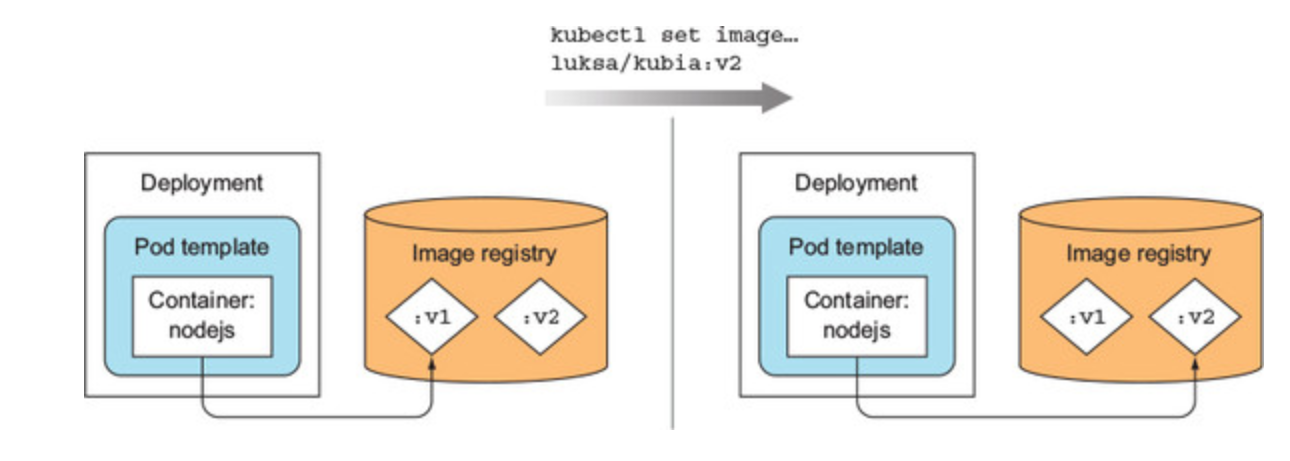 kubectl set image…
luksa/kubia:v2
Deployment
Pod template
Container:
nodejs
Image registry
:v1
:v2
Deployment
Pod template
Container:
nodejs
Image registry
:v1
:v2